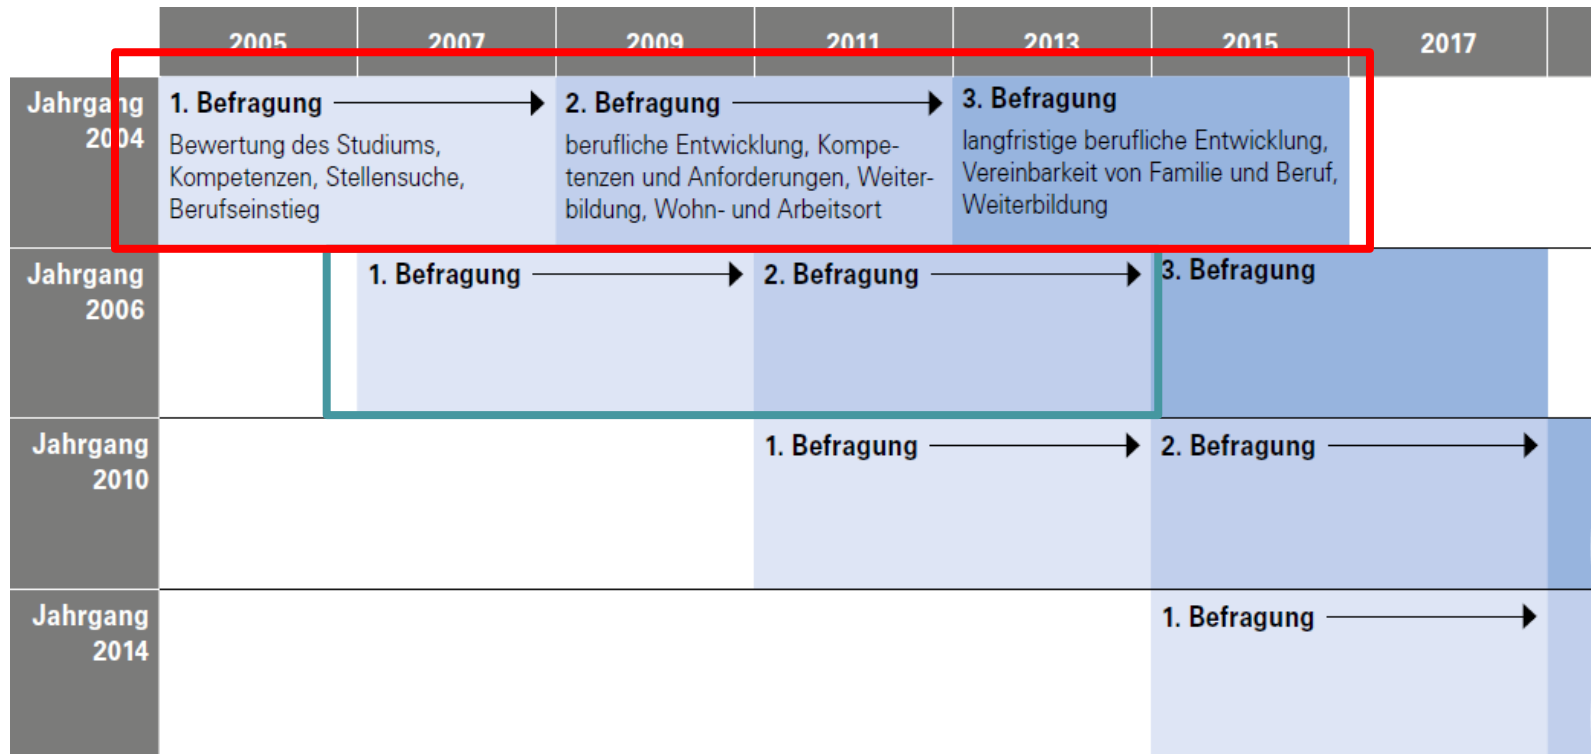 2005 2007 2009 2011 2013 2015 2017
Jahrgang
2004
1. Befragung
Bewertung des Studiums,
Kompetenzen, Stellensuche,
Berufseinstieg
2. Befragung
berufliche Entwicklung, Kompe-
tenzen und Anforderungen, Weiter-
bildung, Wohn- und Arbeitsort
3. Befragung
langfristige berufliche Entwicklung,
Vereinbarkeit von Familie und Beruf,
Weiterbildung
Jahrgang
2006
1. Befragung
2. Befragung
3. Befragung
Jahrgang
2010
1. Befragung
2. Befragung
Jahrgang
2014
1. Befragung